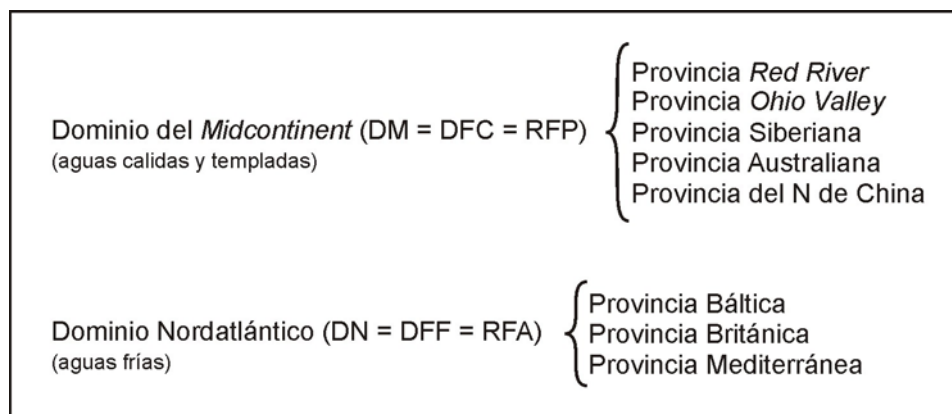 Provincia Red River
Provincia Ohio Valley
Dominio del Midcontinent (DM = DFC = RFP)
Provincia Siberiana
(aguas calidas y templadas)
Provincia Australiana
Provincia del N de China
Provincia Báltica
Dominio Nordatlántico (DN = DFF = RFA)
Provincia Británica
(aguas frías)
Provincia Mediterránea